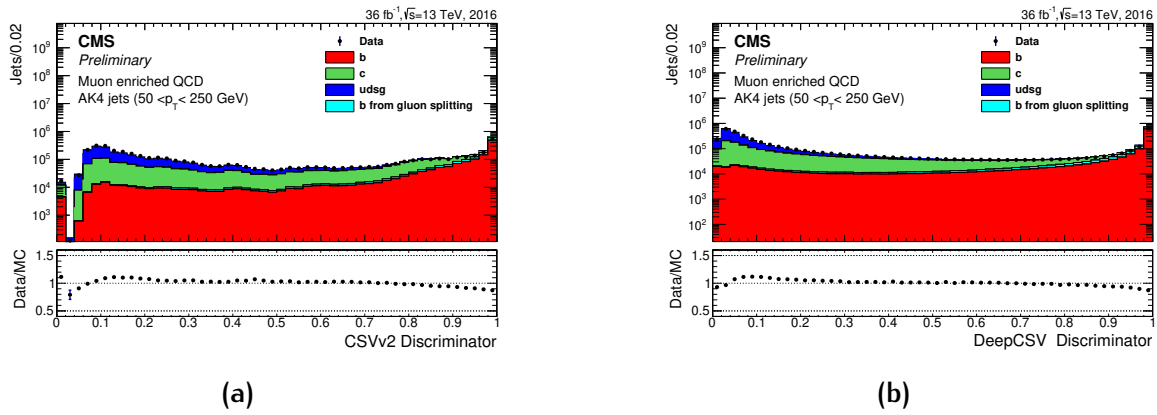 36 fb⁻¹,√s=13 TeV, 2016
Jets/0.02
CMS
Preliminary
Muon enriched QCD
AK4 jets (50 <p_T< 250 GeV)
Data
b
c
udsg
b from gluon splitting
10⁹
10⁸
10⁷
10⁶
10⁵
10⁴
10³
Data/MC
1.5
1
0.5
0 0.1 0.2 0.3 0.4 0.5 0.6 0.7 0.8 0.9 1
CSVv2 Discriminator
(a)
36 fb⁻¹,√s=13 TeV, 2016
Jets/0.02
CMS
Preliminary
Muon enriched QCD
AK4 jets (50 <p_T< 250 GeV)
Data
b
c
udsg
b from gluon splitting
10⁹
10⁸
10⁷
10⁶
10⁵
10⁴
10³
10²
Data/MC
1.5
1
0.5
0 0.1 0.2 0.3 0.4 0.5 0.6 0.7 0.8 0.9 1
DeepCSV Discriminator
(b)